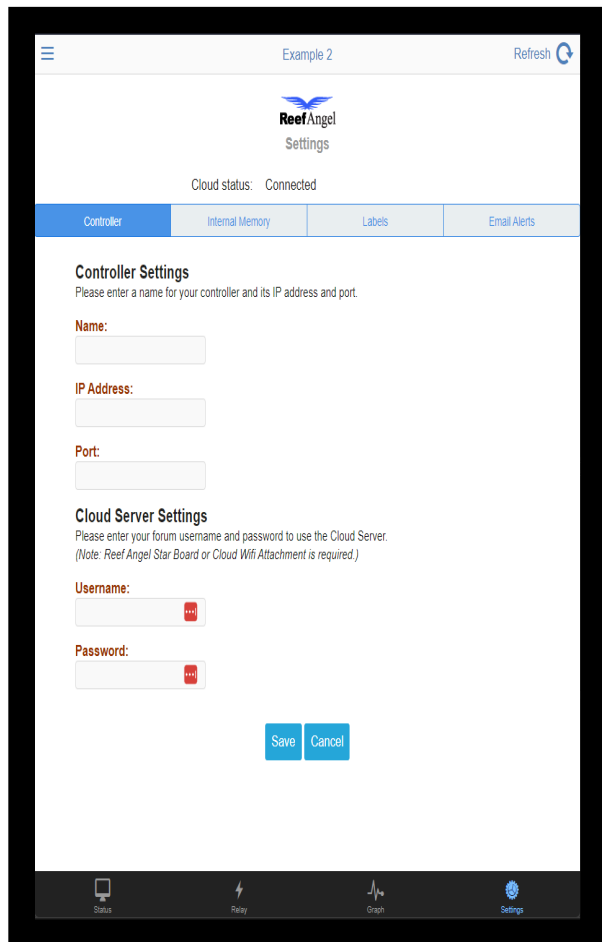 Example 2
Refresh
ReefAngel
Settings
Cloud status: Connected
Controller Internal Memory Labels Email Alerts
Controller Settings
Please enter a name for your controller and its IP address and port.
Name:
IP Address:
Port:
Cloud Server Settings
Please enter your forum username and password to use the Cloud Server.
(Note: Reef Angel Star Board or Cloud Wifi Attachment is required.)
Username:
Password:
Save Cancel
Status Relay Graph Settings